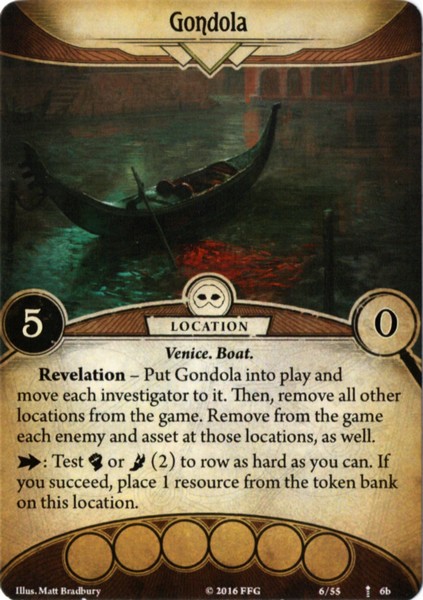 Gondola
5
LOCATION
0
Venice. Boat.
Revelation – Put Gondola into play and
move each investigator to it. Then, remove all other
locations from the game. Remove from the game
each enemy and asset at those locations, as well.
: Test or (2) to row as hard as you can. If
you succeed, place 1 resource from the token bank
on this location.
Illus. Matt Bradbury © 2016 FFG 6/55 6b